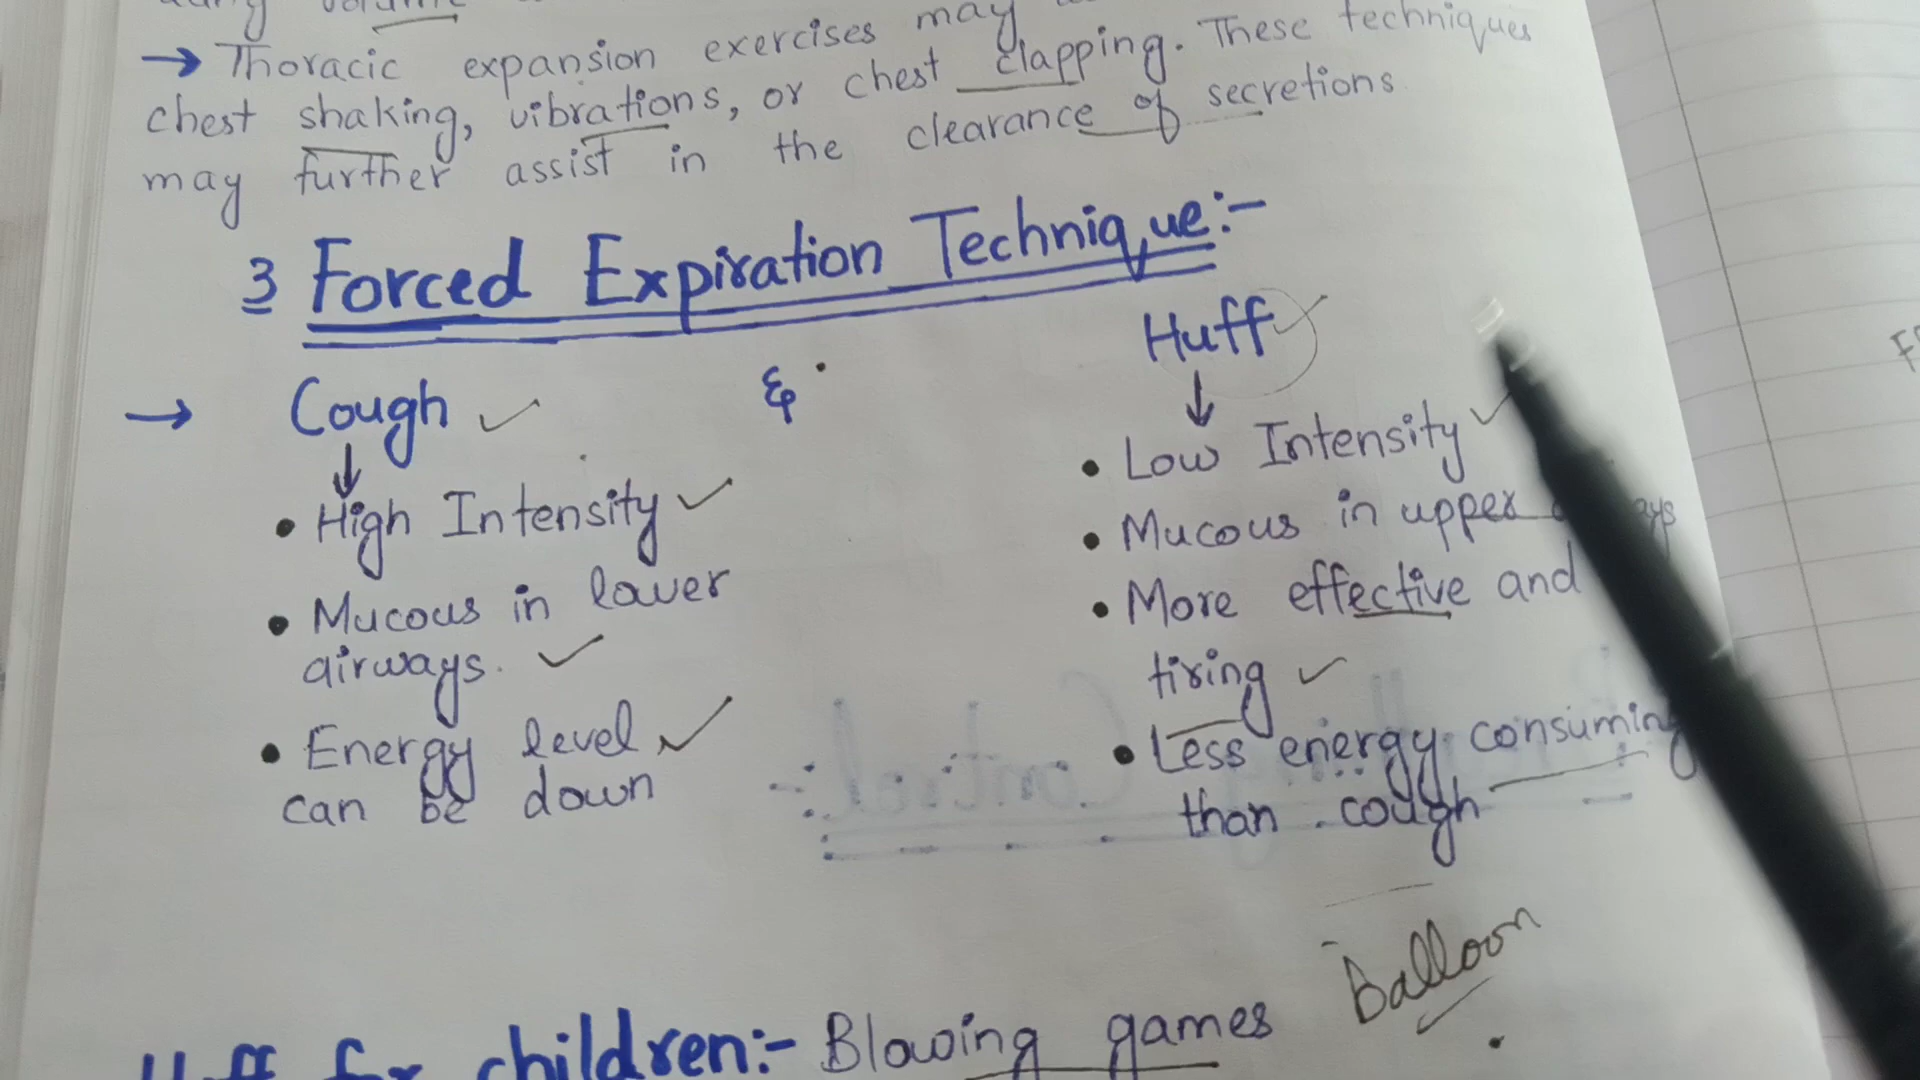 → Thoracic expansion exercises may
chest shaking, vibrations, or chest clapping. These techniques
may further assist in the clearance of secretions
3 Forced Expiration Technique:-
→ Cough & Huff
• High Intensity
• Mucous in lower
airways.
• Energy level
can be down
• Low Intensity
• Mucous in upper
• More effective and
tiring
• Less energy consuming
than cough
Balloon
Huff for children:- Blowing games